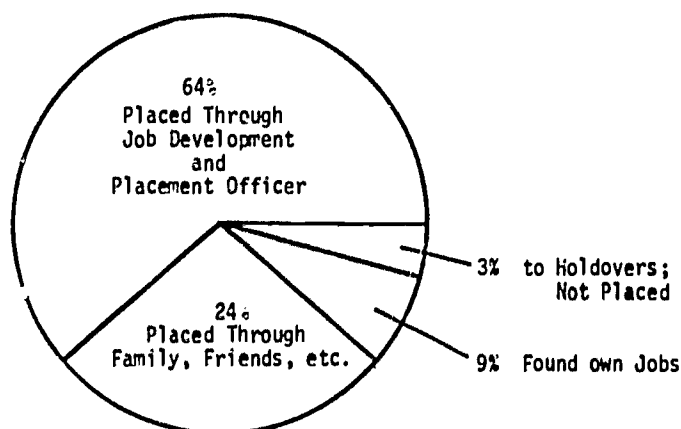 64%
Placed Through
Job Development
and
Placement Officer
3% to Holdovers;
Not Placed
24%
Placed Through
Family, Friends, etc.
9% Found own Jobs